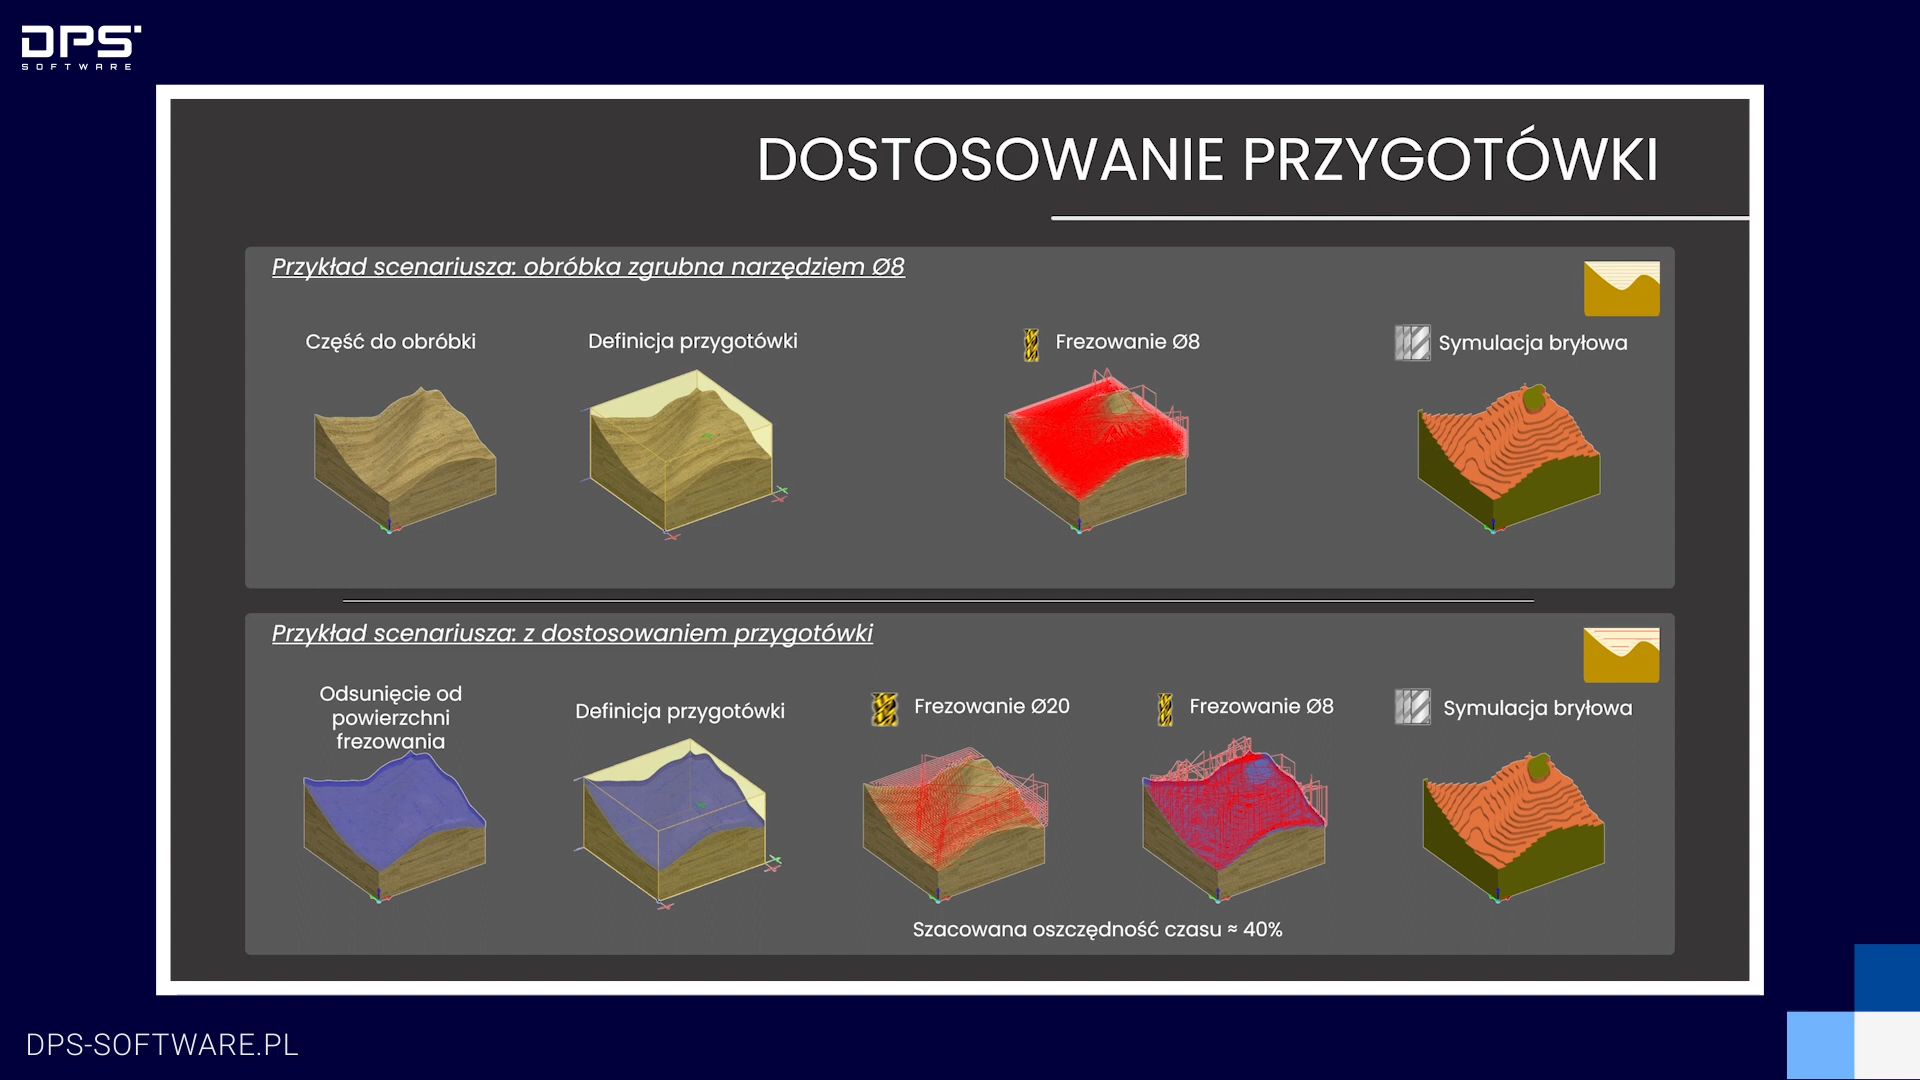 DPS
SOFTWARE
DOSTOSOWANIE PRZYGOTÓWKI
Przykład scenariusza: obróbka zgrubna narzędziem Ø8
Część do obróbki
Definicja przygotówki
Frezowanie Ø8
Symulacja bryłowa
Przykład scenariusza: z dostosowaniem przygotówki
Odsunięcie od
powierzchni
frezowania
Definicja przygotówki
Frezowanie Ø20
Frezowanie Ø8
Symulacja bryłowa
Szacowana oszczędność czasu ≈ 40%
DPS-SOFTWARE.PL